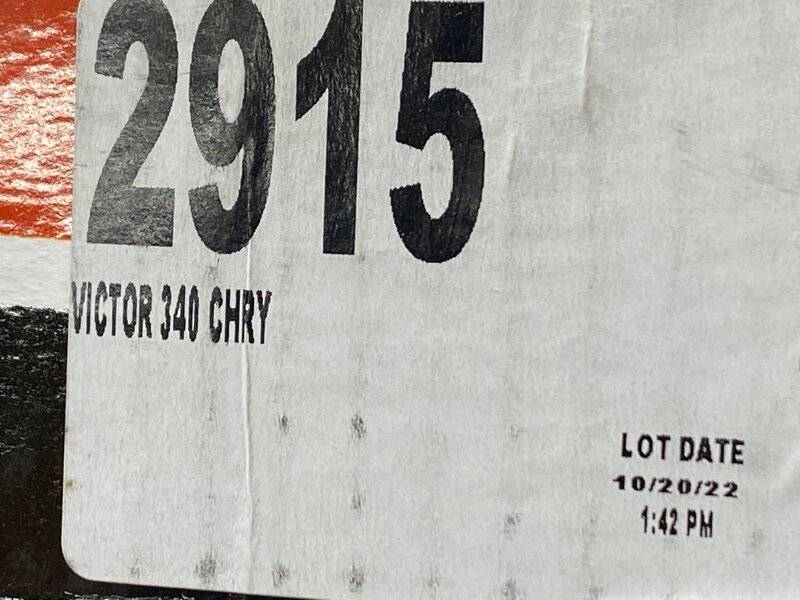 2915
VICTOR 340 CHRY
LOT DATE
10/20/22
1:42 PM